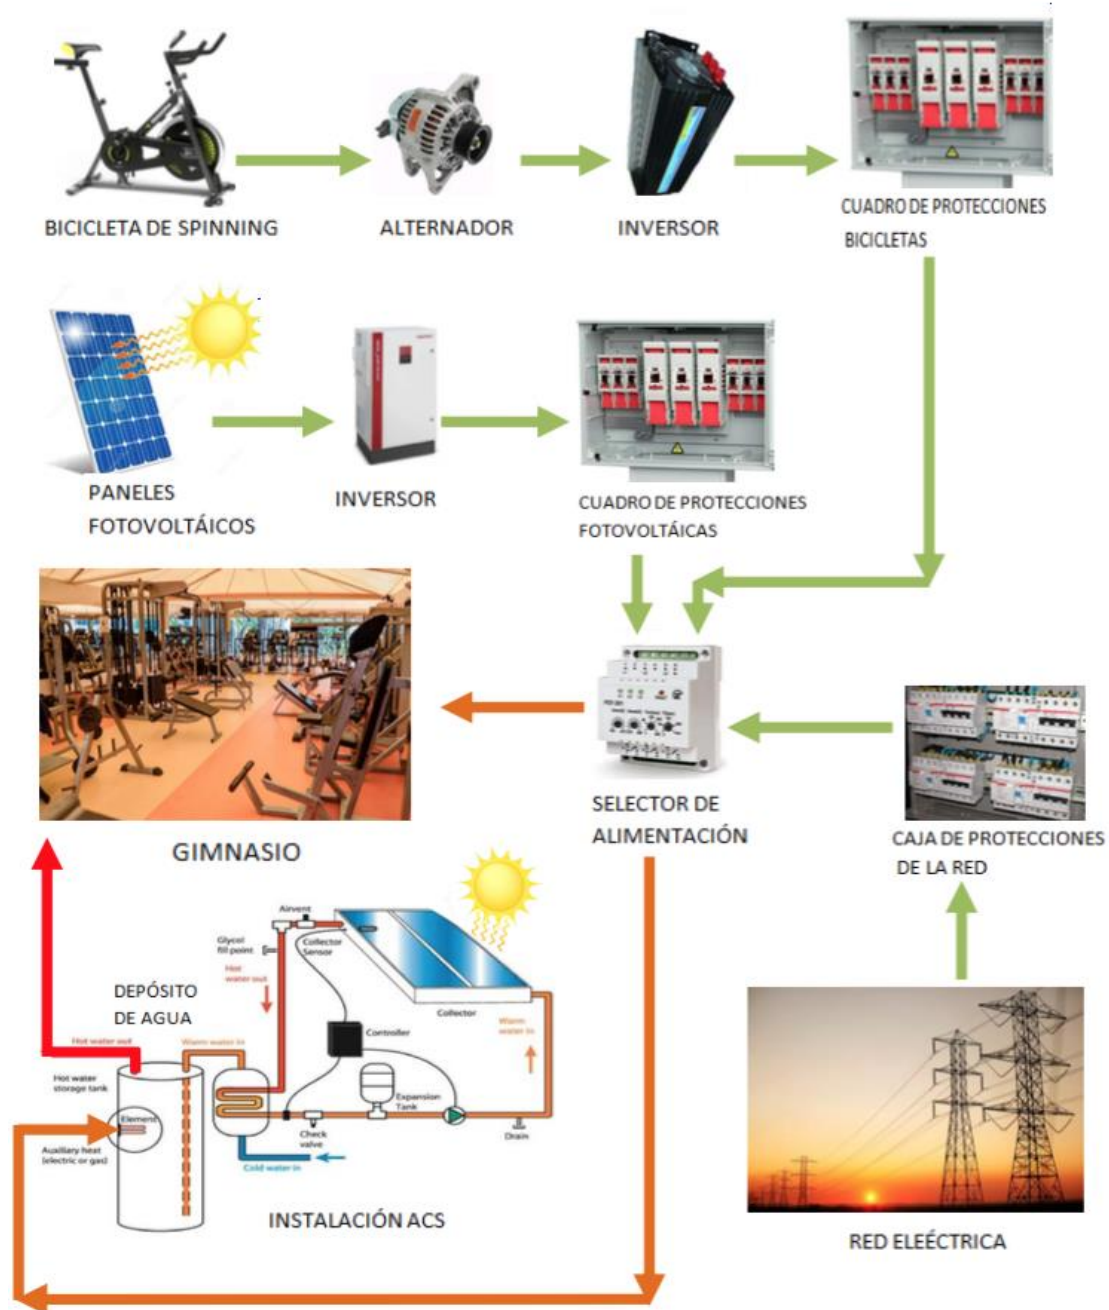 BICICLETA DE SPINNING
ALTERNADOR
INVERSOR
CUADRO DE PROTECCIONES
BICICLETAS
PANELES
FOTOVOLTÁICOS
INVERSOR
CUADRO DE PROTECCIONES
FOTOVOLTÁICAS
SELECTOR DE
ALIMENTACIÓN
CAJA DE PROTECCIONES
DE LA RED
GIMNASIO
Airvent
Glycol
fill point
Collector
Sensor
Hot
water out
Collector
Warm
water in
DEPÓSITO
DE AGUA
Controller
Hot water out
Warm water in
Hot water
storage tank
Expansion
Tank
Element
Check
valve
Drain
Auxiliary heat
(electric or gas)
Cold water in
INSTALACIÓN ACS
RED ELEÉCTRICA